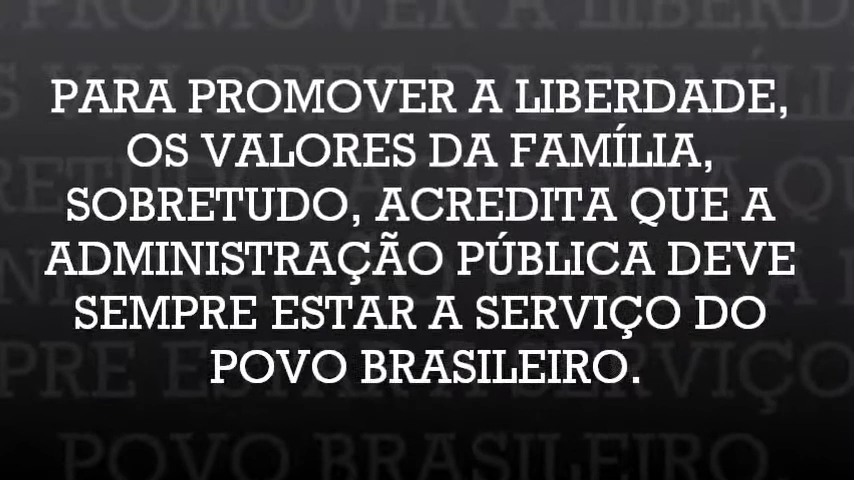 PARA PROMOVER A LIBERDADE,
OS VALORES DA FAMÍLIA,
SOBRETUDO, ACREDITA QUE A
ADMINISTRAÇÃO PÚBLICA DEVE
SEMPRE ESTAR A SERVIÇO DO
POVO BRASILEIRO.